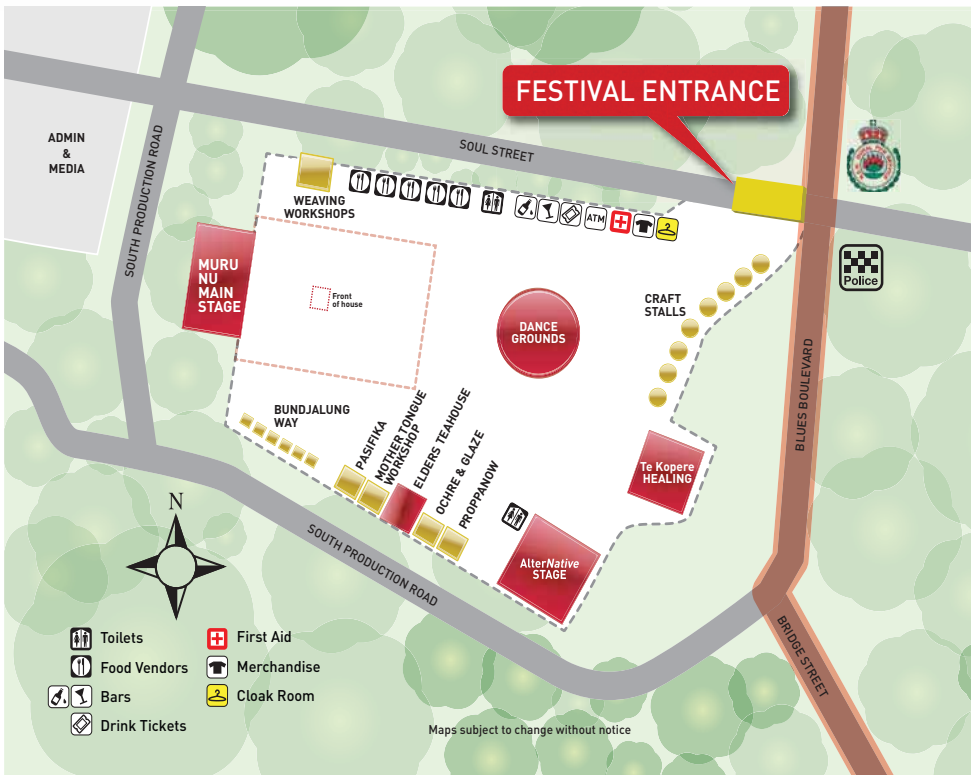 FESTIVAL ENTRANCE
ADMIN
&
MEDIA
SOUTH PRODUCTION ROAD
SOUL STREET
WEAVING
WORKSHOPS
ATM
Police
MURU
NU
MAIN
STAGE
Front
of house
DANCE
GROUNDS
CRAFT
STALLS
BLUES BOULEVARD
BUNDJALUNG
WAY
PASIFIKA
MOTHER TONGUE
WORKSHOP
ELDERS TEAHOUSE
OCHRE & GLAZE
PROPPANOW
Te Kopere
HEALING
AlterNative
STAGE
SOUTH PRODUCTION ROAD
BRIDGE STREET
N
Toilets
Food Vendors
Bars
Drink Tickets
First Aid
Merchandise
Cloak Room
Maps subject to change without notice